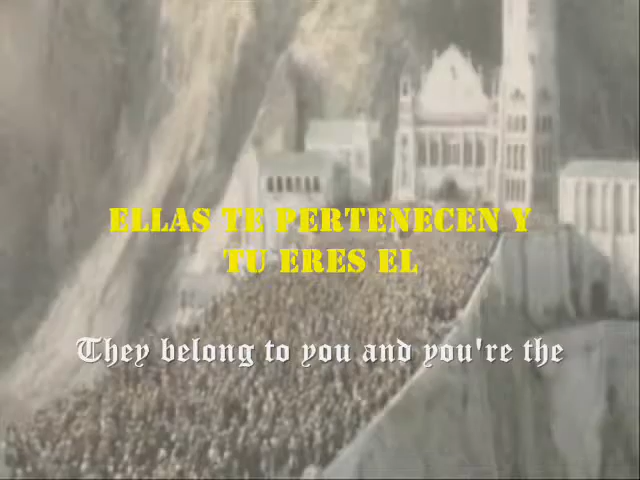 ELLAS TE PERTENECEN Y
TU ERES EL
They belong to you and you're the